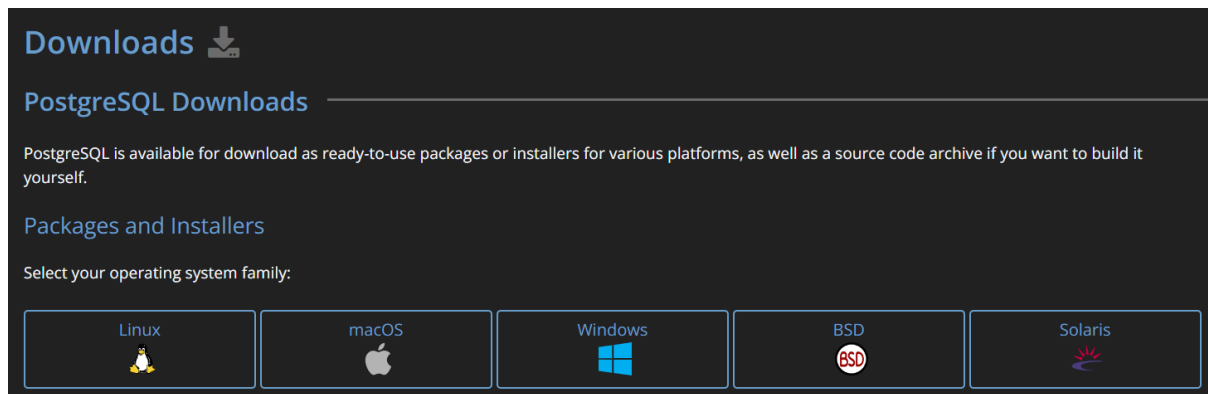 Downloads
PostgreSQL Downloads
PostgreSQL is available for download as ready-to-use packages or installers for various platforms, as well as a source code archive if you want to build it
yourself.
Packages and Installers
Select your operating system family:
Linux macOS Windows BSD Solaris
BSD